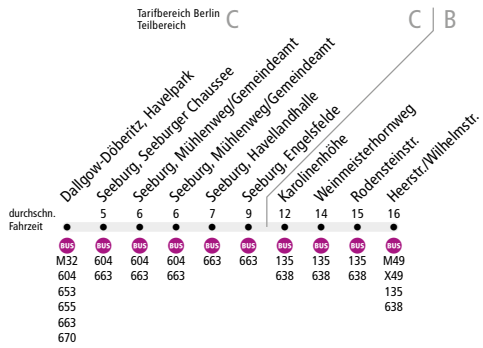 Tarifbereich Berlin C C B
Teilbereich
Dallgow-Döberitz, Havelpark
Seeburg, Seeburger Chaussee
Seeburg, Mühlenweg/Gemeindeamt
Seeburg, Mühlenweg/Gemeindeamt
Seeburg, Havellandhalle
Seeburg, Engelsfelde
Karolinenhöhe
Weinmeisterhornweg
Rodensteinstr.
Heerstr./Wilhelmstr.
durchschn. 5 6 6 7 9 12 14 15 16
Fahrzeit
BUS BUS BUS BUS BUS BUS BUS BUS BUS BUS
M32 604 604 604 663 663 135 135 135 M49
604 663 663 663 638 638 638 X49
653 135
655 638
663
670